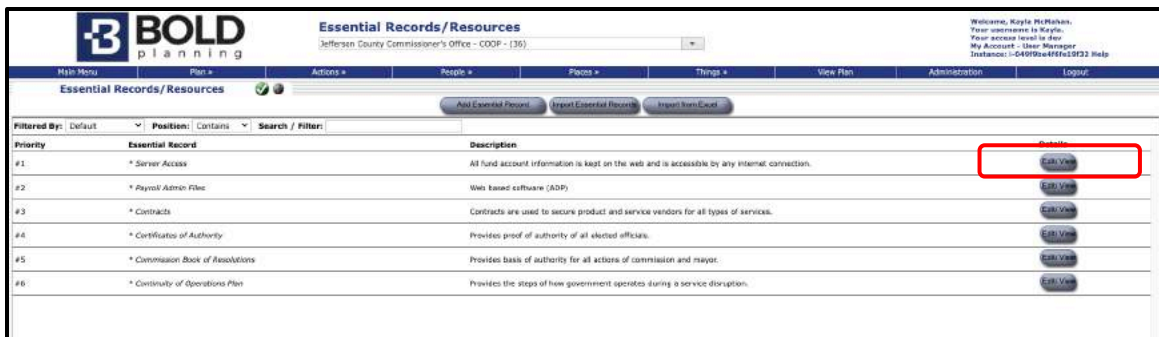 BOLD
planning
Essential Records/Resources
Jefferson County Commissioner's Office - COOP - (36)
Welcome, Kayla McMahan.
Your username is Kayla.
Your access level is dev
My Account - User Manager
Instance: Help
Main Menu Plan » Actions » People » Places » Things » View Plan Administration Logout
Essential Records/Resources
Add Essential Record Import Essential Records Import from Excel
Filtered By: Default Position: Contains Search / Filter:
Priority Essential Record Description Details
#1 * Server Access All fund account information is kept on the web and is accessible by any internet connection. Edit/View
#2 * Payroll Admin Files Web based software (ADP) Edit/View
#3 * Contracts Contracts are used to secure product and service vendors for all types of services. Edit/View
#4 * Certificates of Authority Provides proof of authority of all elected officials. Edit/View
#5 * Commission Book of Resolutions Provides basis of authority for all actions of commission and mayor. Edit/View
#6 * Continuity of Operations Plan Provides the steps of how government operates during a service disruption. Edit/View